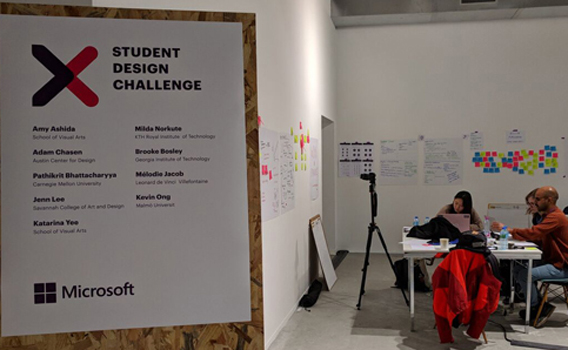 STUDENT
DESIGN
CHALLENGE
Amy Ashida
School of Visual Arts
Adam Chasen
Austin Center for Design
Pathikrit Bhattacharyya
Carnegie Mellon University
Jenn Lee
Savannah College of Art and Design
Katarina Yee
School of Visual Arts
Milda Norkute
KTH Royal Institute of Technology
Brooke Bosley
Georgia Institute of Technology
Mélodie Jacob
Leonard de Vinci Villefontaine
Kevin Ong
Malmö Universit
Microsoft